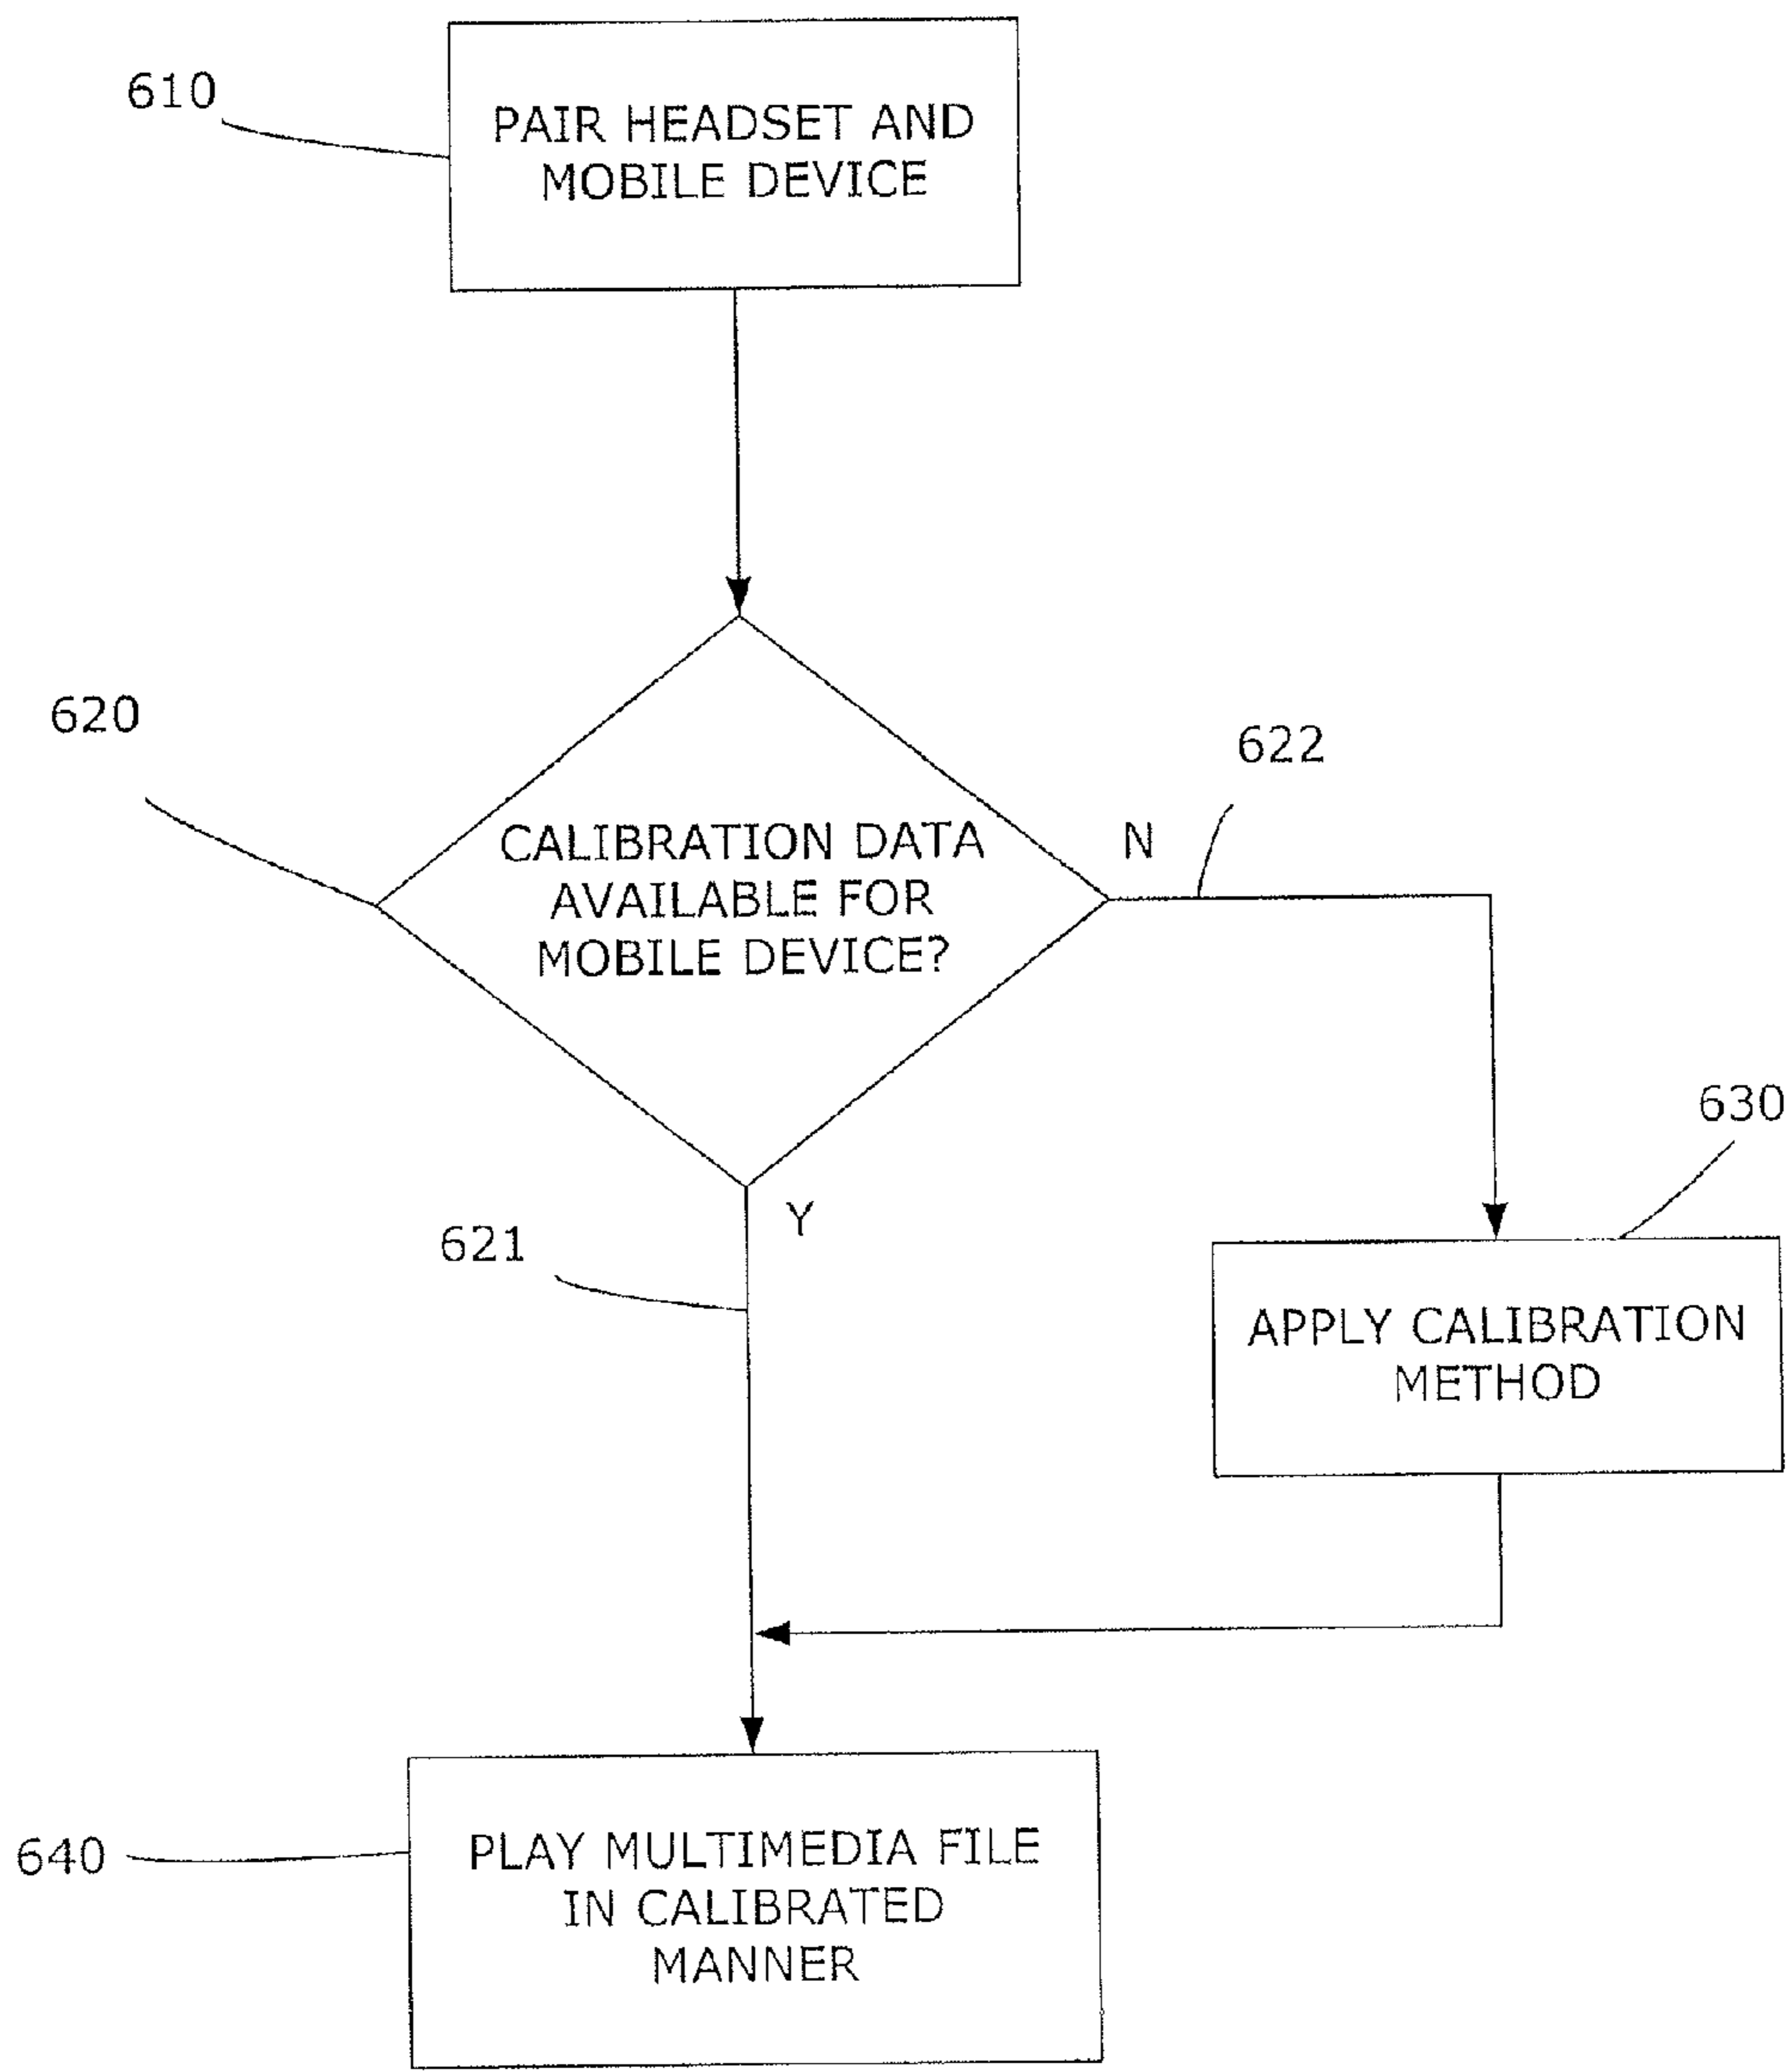 610
PAIR HEADSET AND
MOBILE DEVICE
620
CALIBRATION DATA
AVAILABLE FOR
MOBILE DEVICE?
N
622
Y
621
630
APPLY CALIBRATION
METHOD
640
PLAY MULTIMEDIA FILE
IN CALIBRATED
MANNER